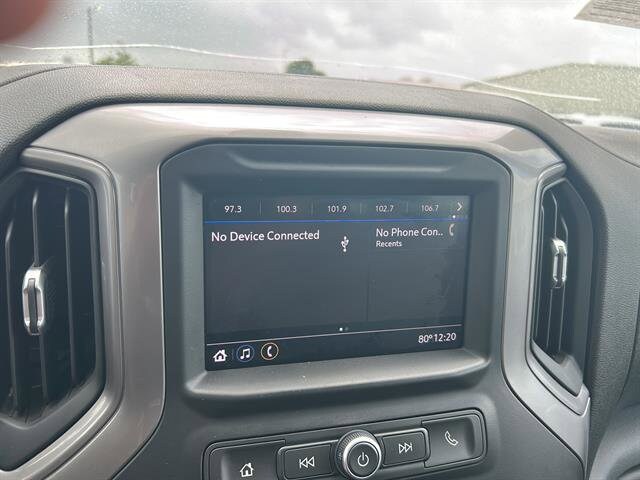 97.3 100.3 101.9 102.7 106.7
No Device Connected
No Phone Con..
Recents
80° 12:20